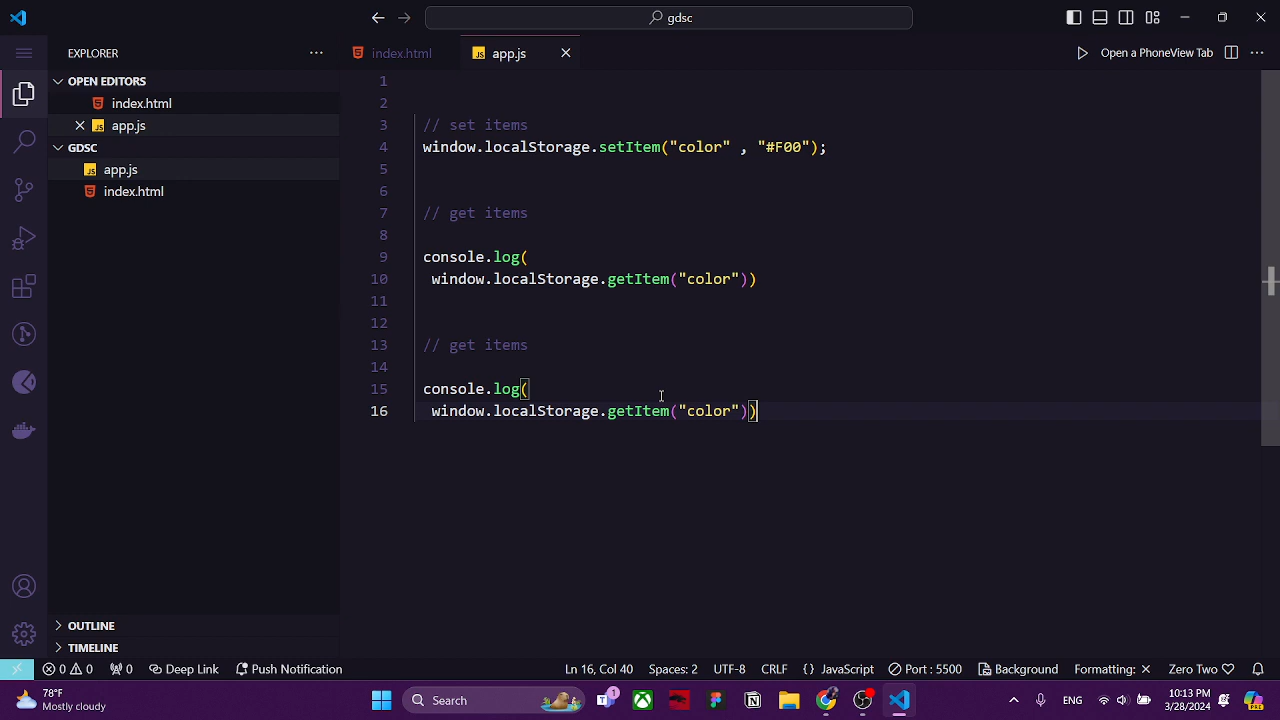 gdsc
EXPLORER
index.html
app.js
Open a PhoneView Tab
OPEN EDITORS
index.html
app.js
GDSC
app.js
index.html
1
2
3 // set items
4 window.localStorage.setItem("color" , "#F00");
5
6
7 // get items
8
9 console.log(
10 window.localStorage.getItem("color"))
11
12
13 // get items
14
15 console.log(
16 window.localStorage.getItem("color"))
OUTLINE
TIMELINE
0 0 0 Deep Link Push Notification Ln 16, Col 40 Spaces: 2 UTF-8 CRLF {} JavaScript Port : 5500 Background Formatting: Zero Two
78°F
Mostly cloudy
Search
1
ENG
10:13 PM
3/28/2024